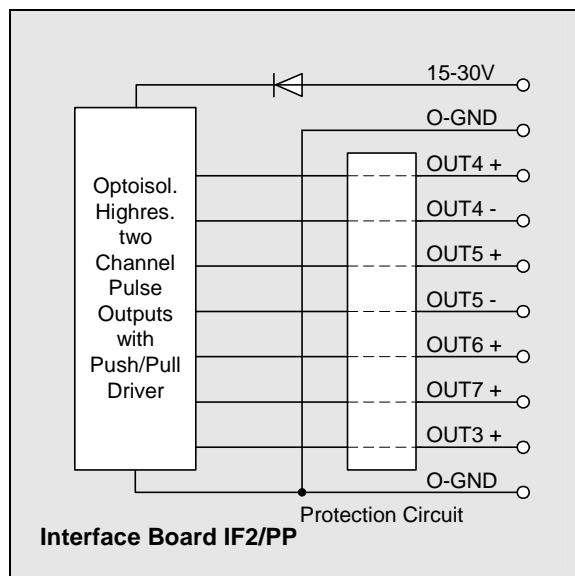 15-30V
O-GND
OUT4 +
OUT4 -
OUT5 +
OUT5 -
OUT6 +
OUT7 +
OUT3 +
O-GND
Optoisol.
Highres.
two
Channel
Pulse
Outputs
with
Push/Pull
Driver
Protection Circuit
Interface Board IF2/PP